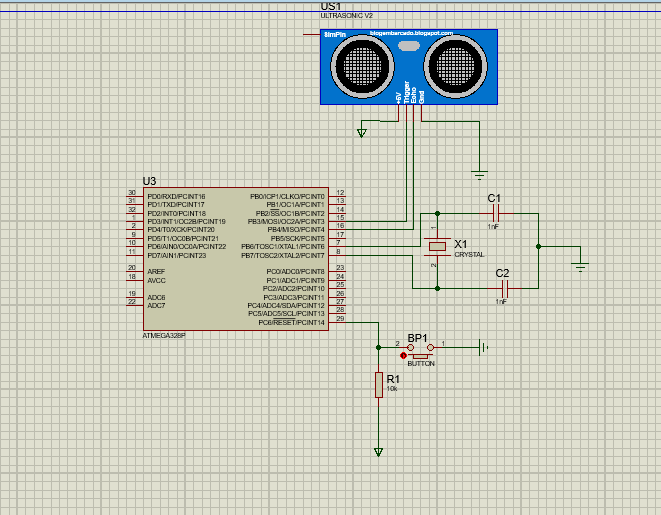 US1
ULTRASONIC V2
SimPin
blogembarcado.blogspot.com
+5V
Trigger
Echo
Gnd
U3
30 PD0/RXD/PCINT16 PB0/ICP1/CLKO/PCINT0 12
31 PD1/TXD/PCINT17 PB1/OC1A/PCINT1 13
32 PD2/INT0/PCINT18 PB2/SS/OC1B/PCINT2 14
1 PD3/INT1/OC2B/PCINT19 PB3/MOSI/OC2A/PCINT3 15
2 PD4/T0/XCK/PCINT20 PB4/MISO/PCINT4 16
9 PD5/T1/OC0B/PCINT21 PB5/SCK/PCINT5 17
10 PD6/AIN0/OC0A/PCINT22 PB6/TOSC1/XTAL1/PCINT6 7
11 PD7/AIN1/PCINT23 PB7/TOSC2/XTAL2/PCINT7 8
20 AREF PC0/ADC0/PCINT8 23
18 AVCC PC1/ADC1/PCINT9 24
PC2/ADC2/PCINT10 25
19 ADC6 PC3/ADC3/PCINT11 26
22 ADC7 PC4/ADC4/SDA/PCINT12 27
PC5/ADC5/SCL/PCINT13 28
PC6/RESET/PCINT14 29
ATMEGA328P
C1
1nF
1
X1
CRYSTAL
2
C2
1nF
BP1
2 1
BUTTON
R1
10k